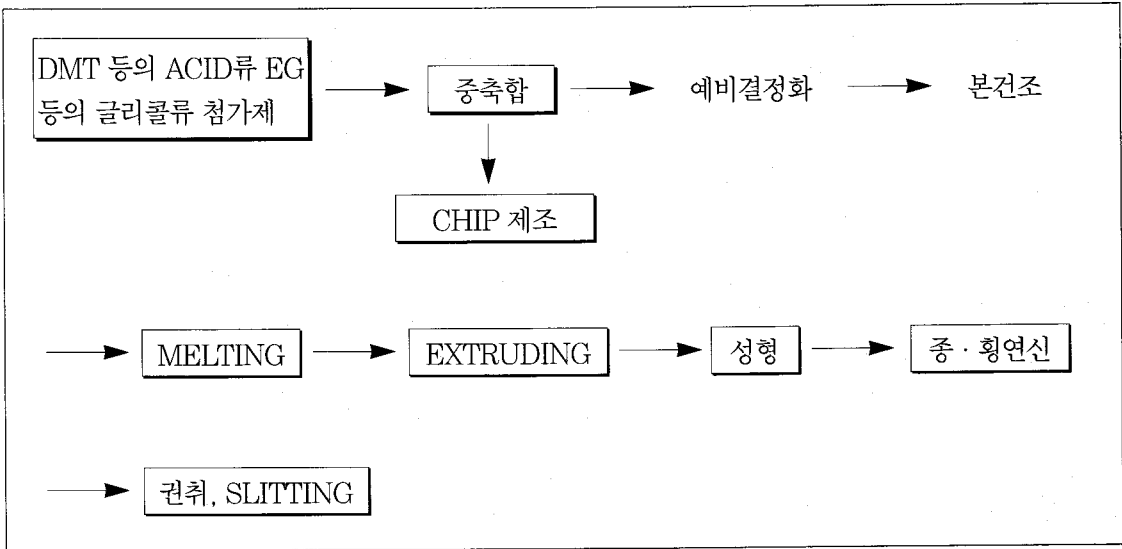 DMT 등의 ACID류 EG
등의 글리콜류 첨가제
중축합
예비결정화
본건조
CHIP 제조
MELTING
EXTRUDING
성형
종 · 횡연신
권취, SLITTING